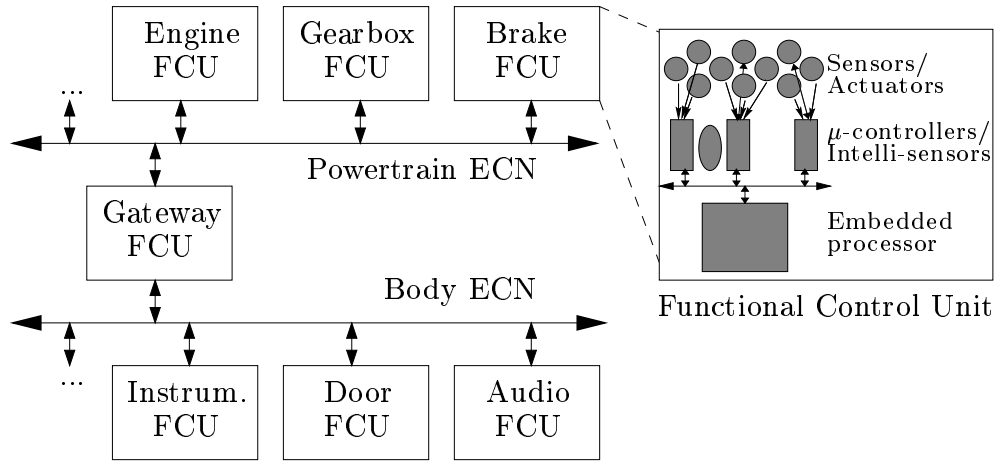 Engine
FCU
Gearbox
FCU
Brake
FCU
...
Powertrain ECN
Gateway
FCU
Body ECN
...
Instrum.
FCU
Door
FCU
Audio
FCU
Sensors/
Actuators
μ-controllers/
Intelli-sensors
Embedded
processor
Functional Control Unit